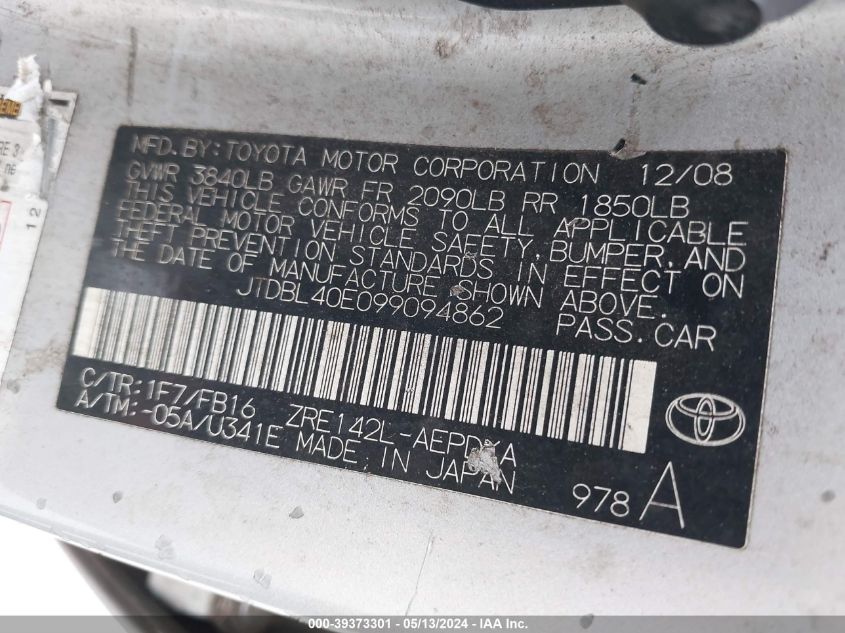 MFD.BY:TOYOTA MOTOR CORPORATION 12/08
GVWR 3840LB GAWR FR 2090LB RR 1850LB
THIS VEHICLE CONFORMS TO ALL APPLICABLE
FEDERAL MOTOR VEHICLE SAFETY, BUMPER, AND
THEFT PREVENTION STANDARDS IN EFFECT ON
THE DATE OF MANUFACTURE SHOWN ABOVE.
JTDBL40E099094862 PASS.CAR
C/TR:1F7/FB16 ZRE142L-
A/TM:-05A/U341E MADE IN JAPAN
978 A
RE 3
12
000-39373301 - 05/13/2024 - IAA Inc.